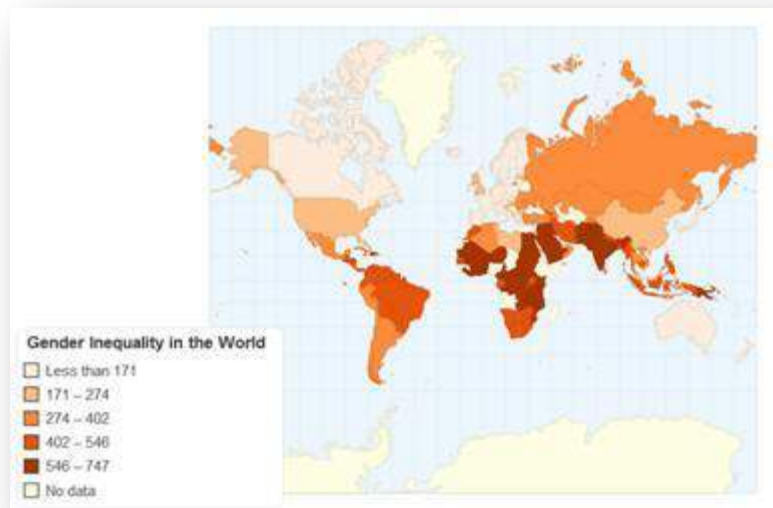 Gender Inequality in the World
Less than 171
171 – 274
274 – 402
402 – 546
546 – 747
No data